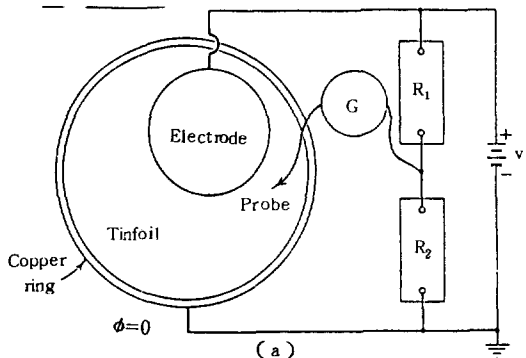 R₁
G
Electrode
+
v
−
Probe
Tinfoil
R₂
Copper
ring
ϕ=0
(a)